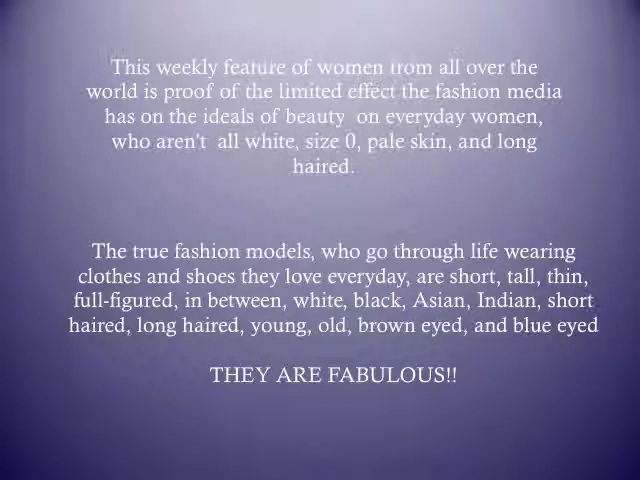 This weekly feature of women from all over the
world is proof of the limited effect the fashion media
has on the ideals of beauty  on everyday women,
who aren't  all white, size 0, pale skin, and long
haired.
The true fashion models, who go through life wearing
clothes and shoes they love everyday, are short, tall, thin,
full-figured, in between, white, black, Asian, Indian, short
haired, long haired, young, old, brown eyed, and blue eyed
THEY ARE FABULOUS!!